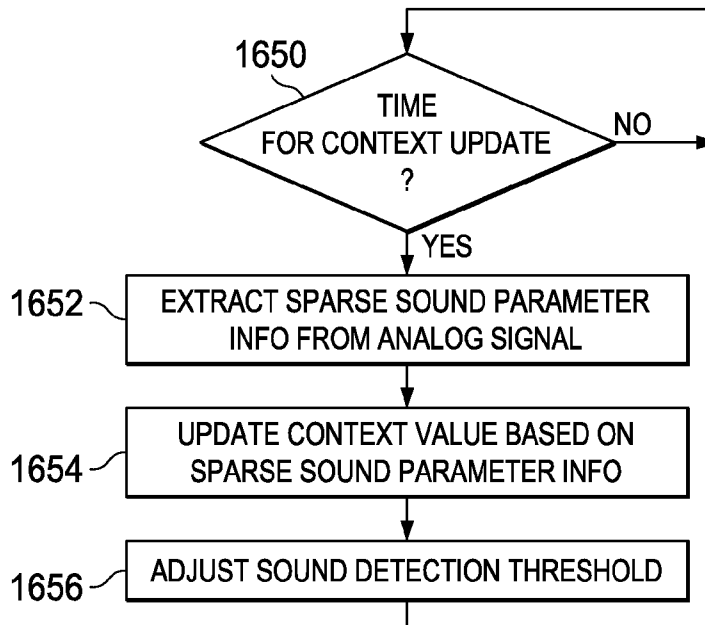 1650
TIME
FOR CONTEXT UPDATE
?
NO
YES
1652
EXTRACT SPARSE SOUND PARAMETER
INFO FROM ANALOG SIGNAL
1654
UPDATE CONTEXT VALUE BASED ON
SPARSE SOUND PARAMETER INFO
1656
ADJUST SOUND DETECTION THRESHOLD